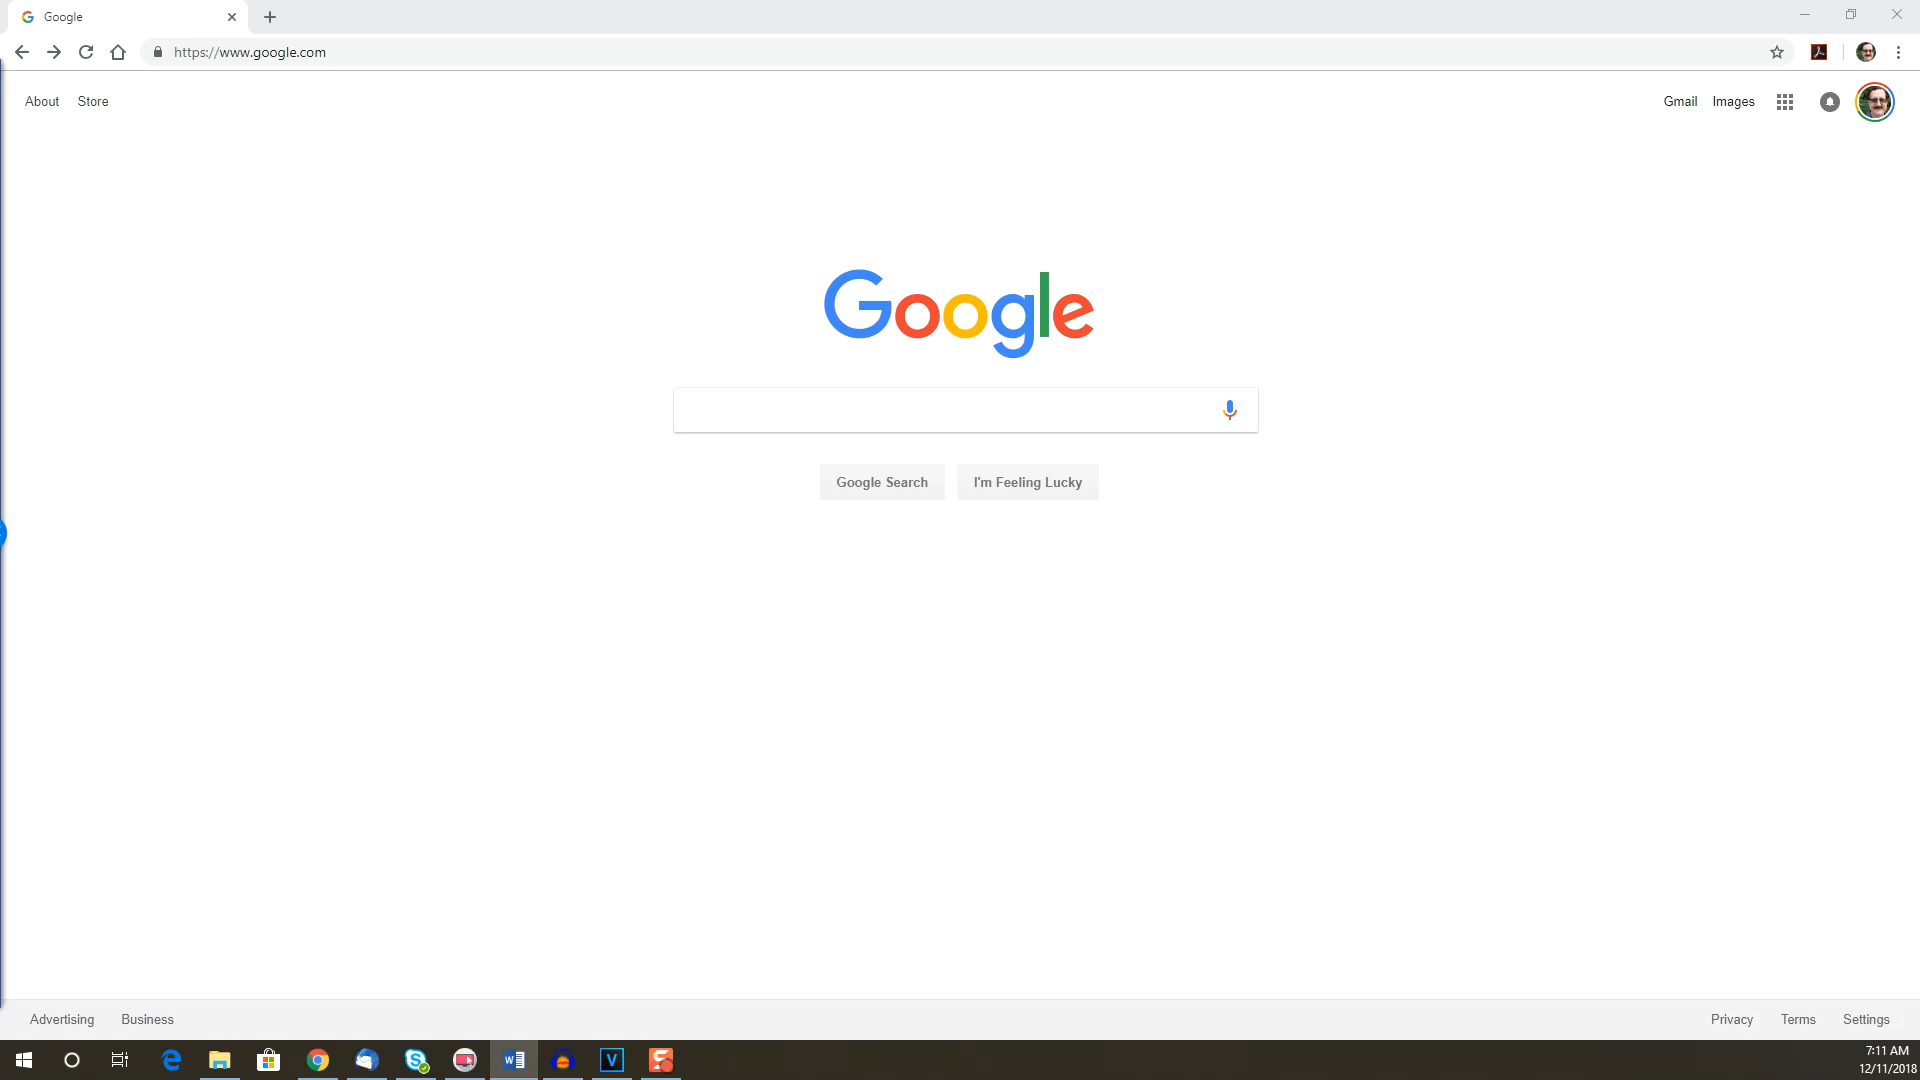 Google
https://www.google.com
About Store
Gmail Images
Google
Google Search I'm Feeling Lucky
Advertising Business
Privacy Terms Settings
7:11 AM
12/11/2018